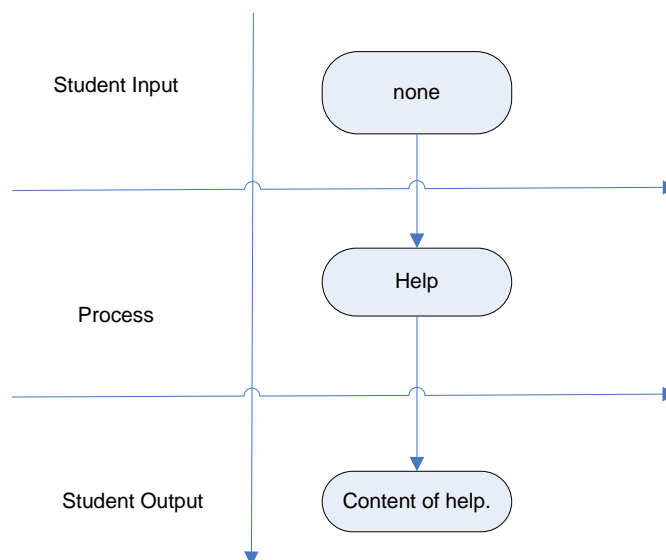 Student Input
none
Process
Help
Student Output
Content of help.